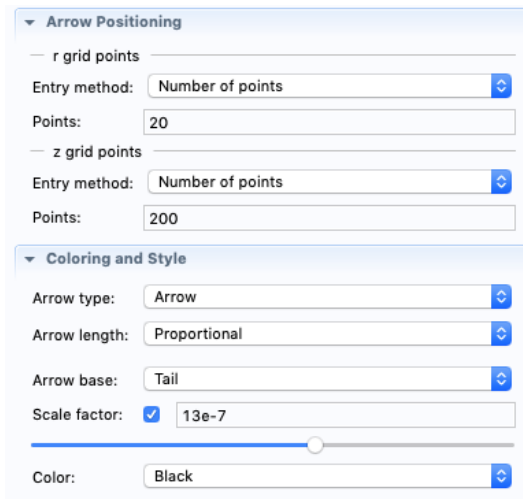 Arrow Positioning
r grid points
Entry method: Number of points
Points: 20
z grid points
Entry method: Number of points
Points: 200
Coloring and Style
Arrow type: Arrow
Arrow length: Proportional
Arrow base: Tail
Scale factor: 13e-7
Color: Black